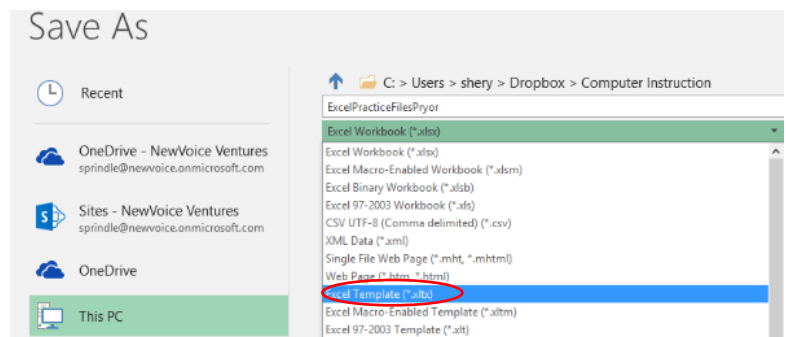 Save As
Recent
OneDrive - NewVoice Ventures
sprindle@newvoice.onmicrosoft.com
Sites - NewVoice Ventures
sprindle@newvoice.onmicrosoft.com
OneDrive
This PC
C: > Users > shery > Dropbox > Computer Instruction
ExcelPracticeFilesPryor
Excel Workbook (*.xlsx)
Excel Workbook (*.xlsx)
Excel Macro-Enabled Workbook (*.xlsm)
Excel Binary Workbook (*.xlsb)
Excel 97-2003 Workbook (*.xls)
CSV UTF-8 (Comma delimited) (*.csv)
XML Data (*.xml)
Single File Web Page (*.mht, *.mhtml)
Web Page (*.htm, *.html)
Excel Template (*.xltx)
Excel Macro-Enabled Template (*.xltm)
Excel 97-2003 Template (*.xlt)